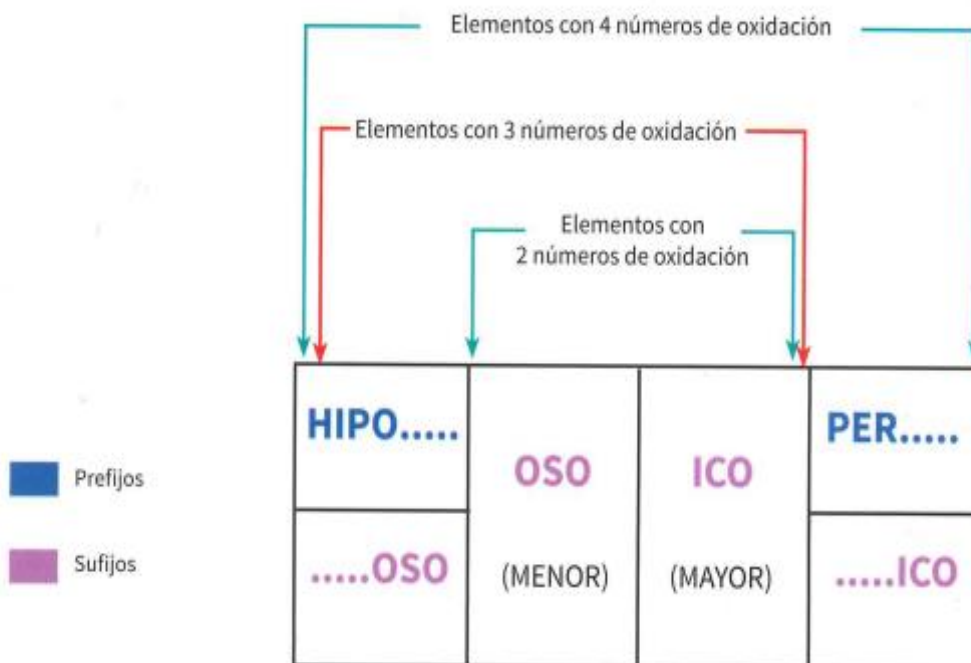 Elementos con 4 números de oxidación
Elementos con 3 números de oxidación
Elementos con
2 números de oxidación
HIPO.....
OSO
ICO
PER.....
.....OSO
(MENOR)
(MAYOR)
.....ICO
Prefijos
Sufijos